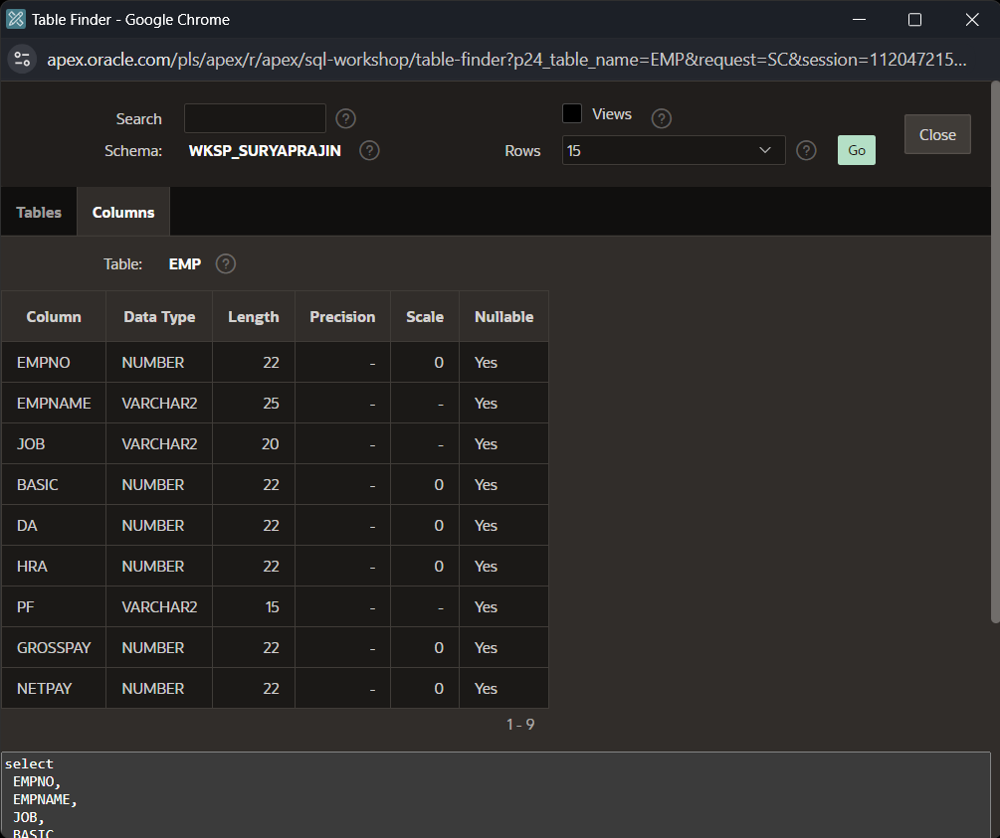 Table Finder - Google Chrome
apex.oracle.com/pls/apex/r/apex/sql-workshop/table-finder?p24_table_name=EMP&request=SC&session=112047215...
Search ? Views ?
Close
Schema: WKSP_SURYAPRAJIN ? Rows 15 ? Go
Tables Columns
Table: EMP ?
Column Data Type Length Precision Scale Nullable
EMPNO NUMBER 22 - 0 Yes
EMPNAME VARCHAR2 25 - - Yes
JOB VARCHAR2 20 - - Yes
BASIC NUMBER 22 - 0 Yes
DA NUMBER 22 - 0 Yes
HRA NUMBER 22 - 0 Yes
PF VARCHAR2 15 - - Yes
GROSSPAY NUMBER 22 - 0 Yes
NETPAY NUMBER 22 - 0 Yes
1 - 9
select
EMPNO,
EMPNAME,
JOB,
BASIC